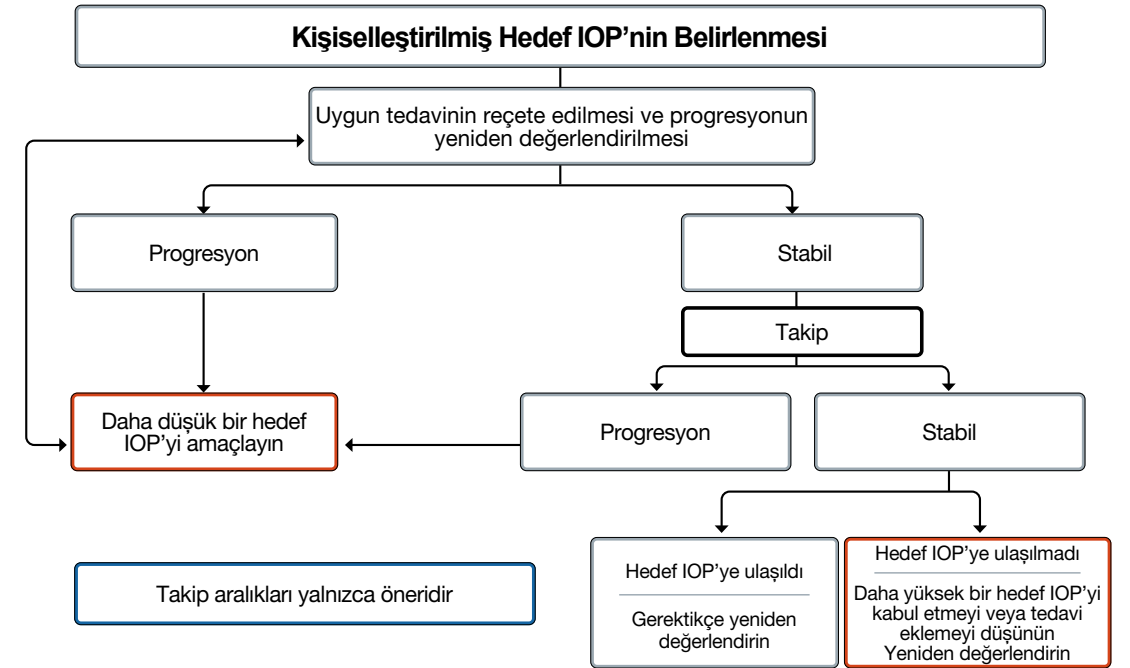 Kişiselleştirilmiş Hedef IOP’nin Belirlenmesi
Uygun tedavinin reçete edilmesi ve progresyonun
yeniden değerlendirilmesi
Progresyon
Stabil
Takip
Daha düşük bir hedef
IOP’yi amaçlayın
Progresyon
Stabil
Hedef IOP’ye ulaşıldı
Gerektikçe yeniden
değerlendirin
Hedef IOP’ye ulaşılmadı
Daha yüksek bir hedef IOP’yi
kabul etmeyi veya tedavi
eklemeyi düşünün
Yeniden değerlendirin
Takip aralıkları yalnızca öneridir